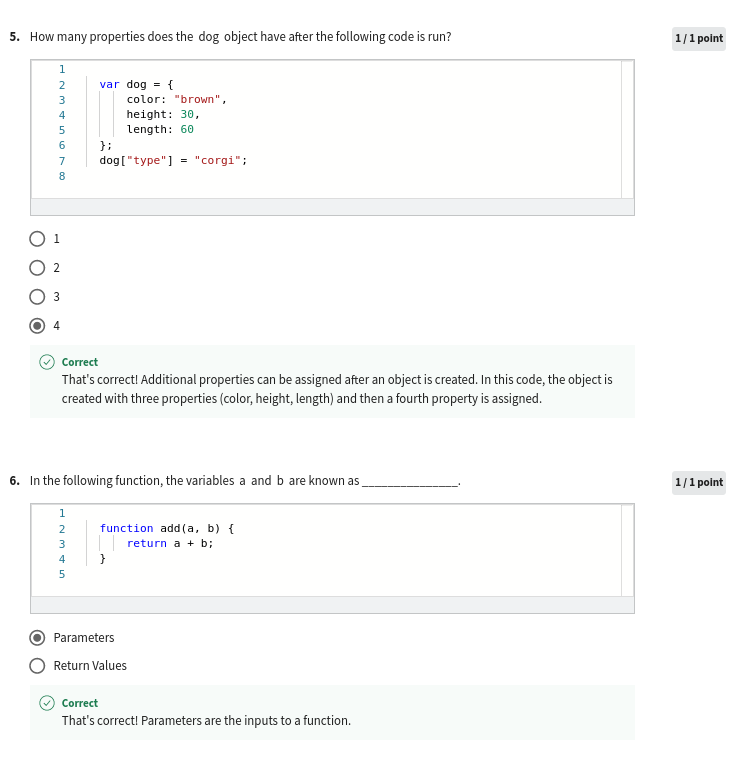 5. How many properties does the dog object have after the following code is run?
1 / 1 point
1
2 var dog = {
3 color: "brown",
4 height: 30,
5 length: 60
6 };
7 dog["type"] = "corgi";
8
1
2
3
4
Correct
That's correct! Additional properties can be assigned after an object is created. In this code, the object is
created with three properties (color, height, length) and then a fourth property is assigned.
6. In the following function, the variables a and b are known as _______________.
1 / 1 point
1
2 function add(a, b) {
3 return a + b;
4 }
5
Parameters
Return Values
Correct
That's correct! Parameters are the inputs to a function.